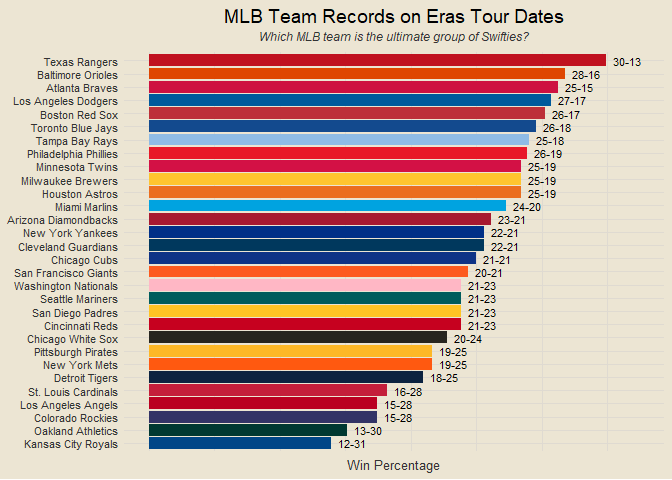 MLB Team Records on Eras Tour Dates
Which MLB team is the ultimate group of Swifties?
Texas Rangers 30-13
Baltimore Orioles 28-16
Atlanta Braves 25-15
Los Angeles Dodgers 27-17
Boston Red Sox 26-17
Toronto Blue Jays 26-18
Tampa Bay Rays 25-18
Philadelphia Phillies 26-19
Minnesota Twins 25-19
Milwaukee Brewers 25-19
Houston Astros 25-19
Miami Marlins 24-20
Arizona Diamondbacks 23-21
New York Yankees 22-21
Cleveland Guardians 22-21
Chicago Cubs 21-21
San Francisco Giants 20-21
Washington Nationals 21-23
Seattle Mariners 21-23
San Diego Padres 21-23
Cincinnati Reds 21-23
Chicago White Sox 20-24
Pittsburgh Pirates 19-25
New York Mets 19-25
Detroit Tigers 18-25
St. Louis Cardinals 16-28
Los Angeles Angels 15-28
Colorado Rockies 15-28
Oakland Athletics 13-30
Kansas City Royals 12-31
Win Percentage